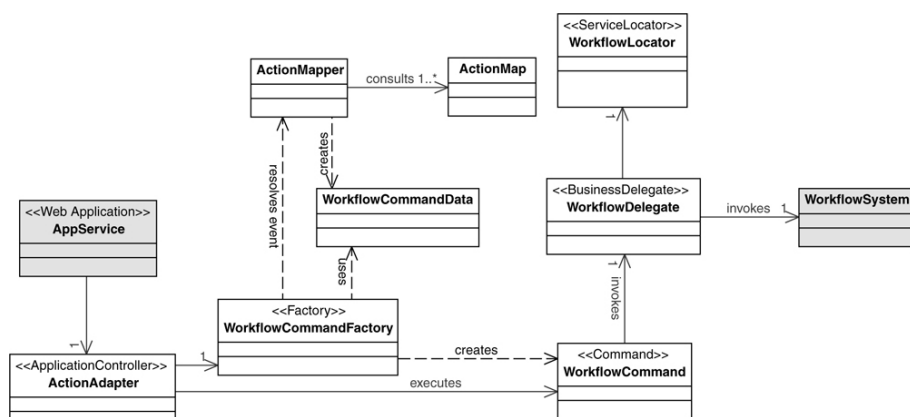 <<ServiceLocator>>
WorkflowLocator
ActionMapper
consults 1..*
ActionMap
1
creates
resolves event
WorkflowCommandData
<<BusinessDelegate>>
WorkflowDelegate
invokes 1
WorkflowSystem
<<Web Application>>
AppService
uses
1
invokes
<<Factory>>
WorkflowCommandFactory
1
<<ApplicationController>>
ActionAdapter
1
creates
<<Command>>
WorkflowCommand
executes